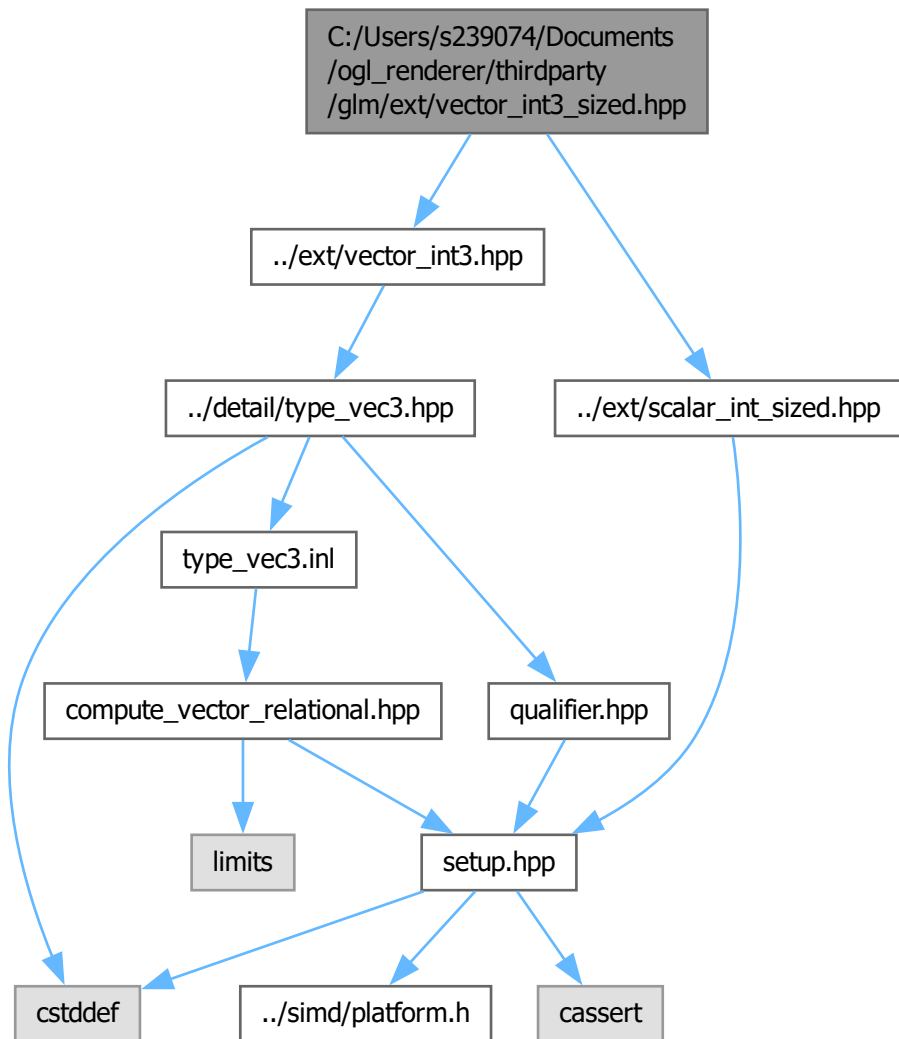 C:/Users/s239074/Documents
/ogl_renderer/thirdparty
/glm/ext/vector_int3_sized.hpp
../ext/vector_int3.hpp
../detail/type_vec3.hpp
../ext/scalar_int_sized.hpp
type_vec3.inl
compute_vector_relational.hpp
qualifier.hpp
limits
setup.hpp
cstddef
../simd/platform.h
cassert